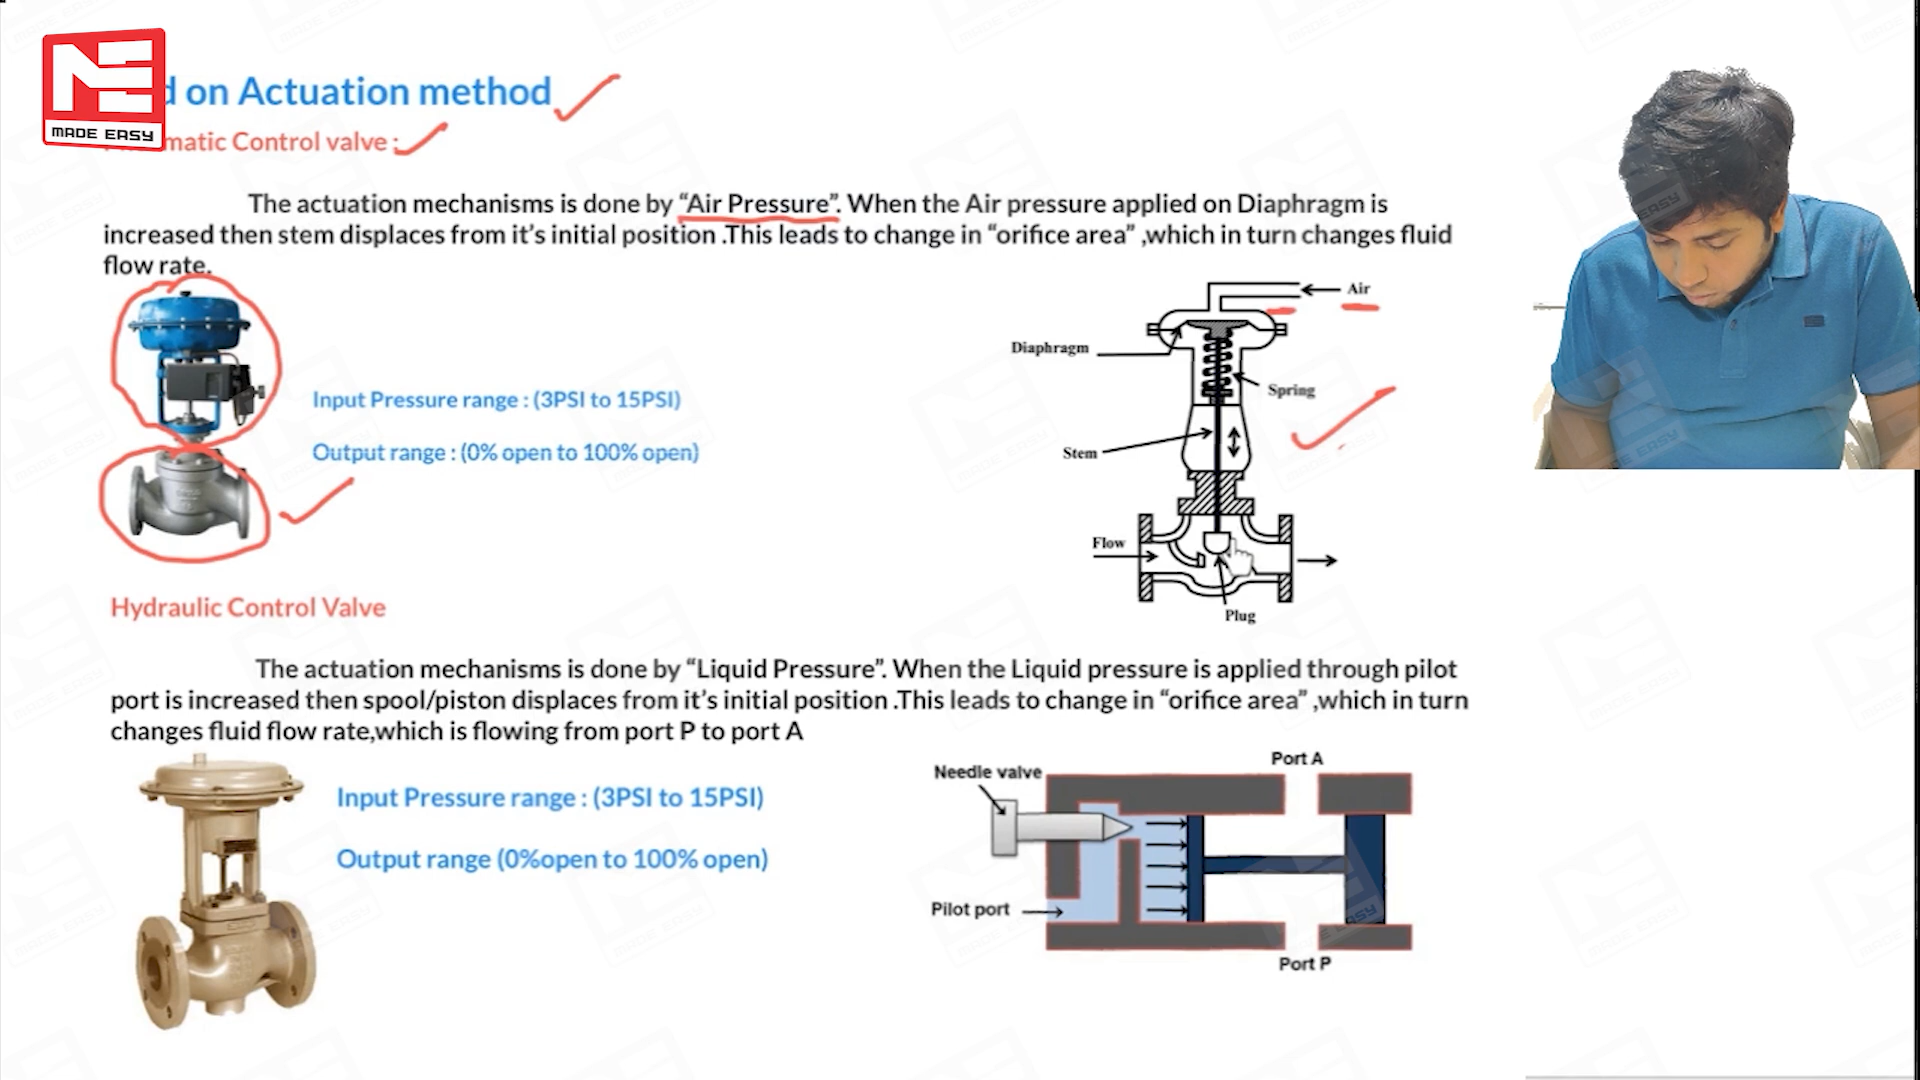 MADE EASY
d on Actuation method
matic Control valve :
The actuation mechanisms is done by “Air Pressure”. When the Air pressure applied on Diaphragm is
increased then stem displaces from it’s initial position .This leads to change in “orifice area” ,which in turn changes fluid
flow rate.
Air
Diaphragm
Spring
Input Pressure range : (3PSI to 15PSI)
Output range : (0% open to 100% open)
Stem
Flow
Plug
Hydraulic Control Valve
The actuation mechanisms is done by “Liquid Pressure”. When the Liquid pressure is applied through pilot
port is increased then spool/piston displaces from it’s initial position .This leads to change in “orifice area” ,which in turn
changes fluid flow rate,which is flowing from port P to port A
Port A
Needle valve
Input Pressure range : (3PSI to 15PSI)
Output range (0%open to 100% open)
Pilot port
Port P